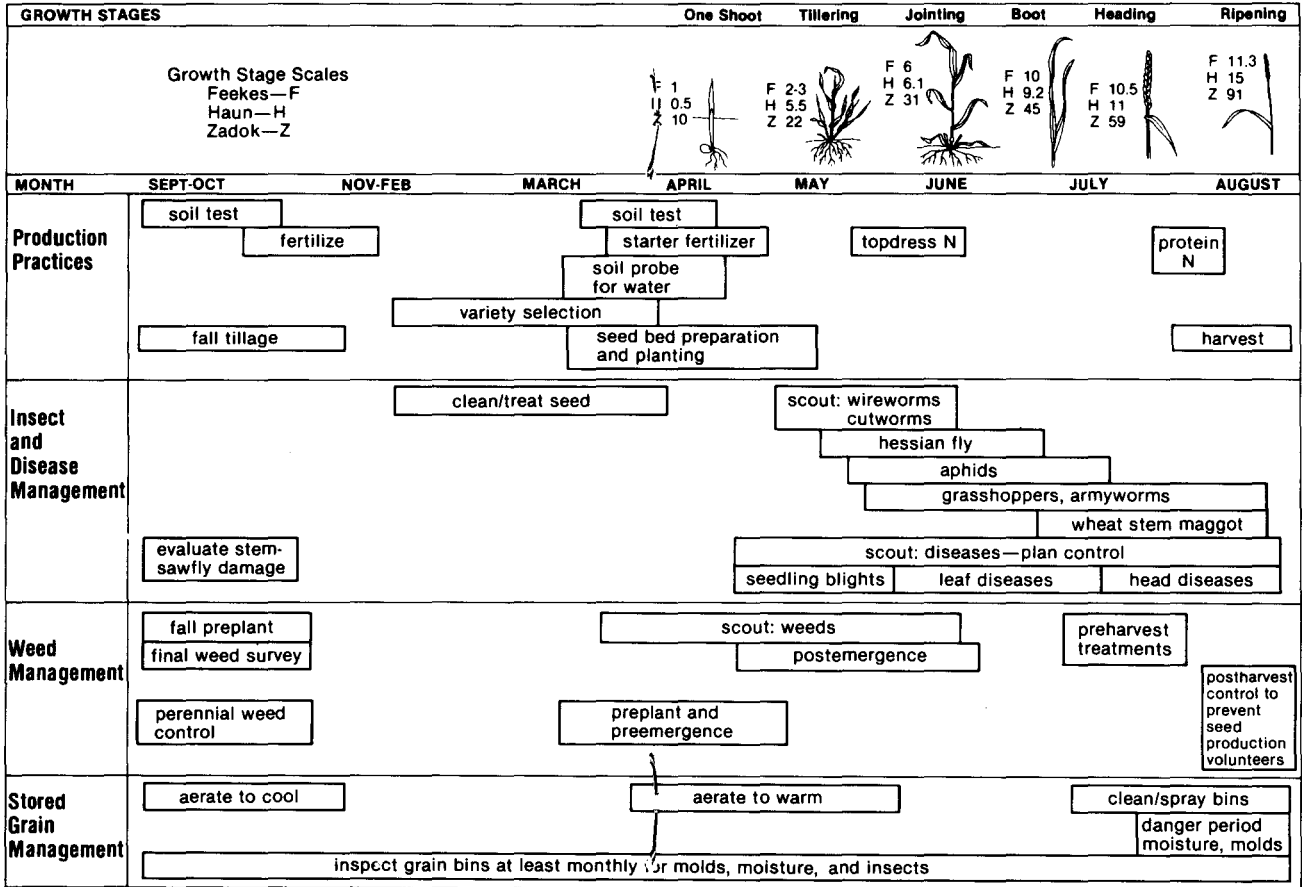 GROWTH STAGES One Shoot Tillering Jointing Boot Heading Ripening
Growth Stage Scales
Feekes—F
Haun—H
Zadok—Z
F 1
H 0.5
Z 10
F 2-3
H 5.5
Z 22
F 6
H 6.1
Z 31
F 10
H 9.2
Z 45
F 10.5
H 11
Z 59
F 11.3
H 15
Z 91
MONTH SEPT-OCT NOV-FEB MARCH APRIL MAY JUNE JULY AUGUST
Production
Practices
soil test
soil test
fertilize
starter fertilizer
topdress N
protein
N
soil probe
for water
variety selection
fall tillage
seed bed preparation
and planting
harvest
Insect
and
Disease
Management
clean/treat seed
scout: wireworms
cutworms
hessian fly
aphids
grasshoppers, armyworms
wheat stem maggot
evaluate stem-
sawfly damage
scout: diseases—plan control
seedling blights
leaf diseases
head diseases
Weed
Management
fall preplant
scout: weeds
preharvest
treatments
final weed survey
postemergence
postharvest
control to
prevent
seed
production
volunteers
perennial weed
control
preplant and
preemergence
Stored
Grain
Management
aerate to cool
aerate to warm
clean/spray bins
danger period
moisture, molds
inspect grain bins at least monthly for molds, moisture, and insects